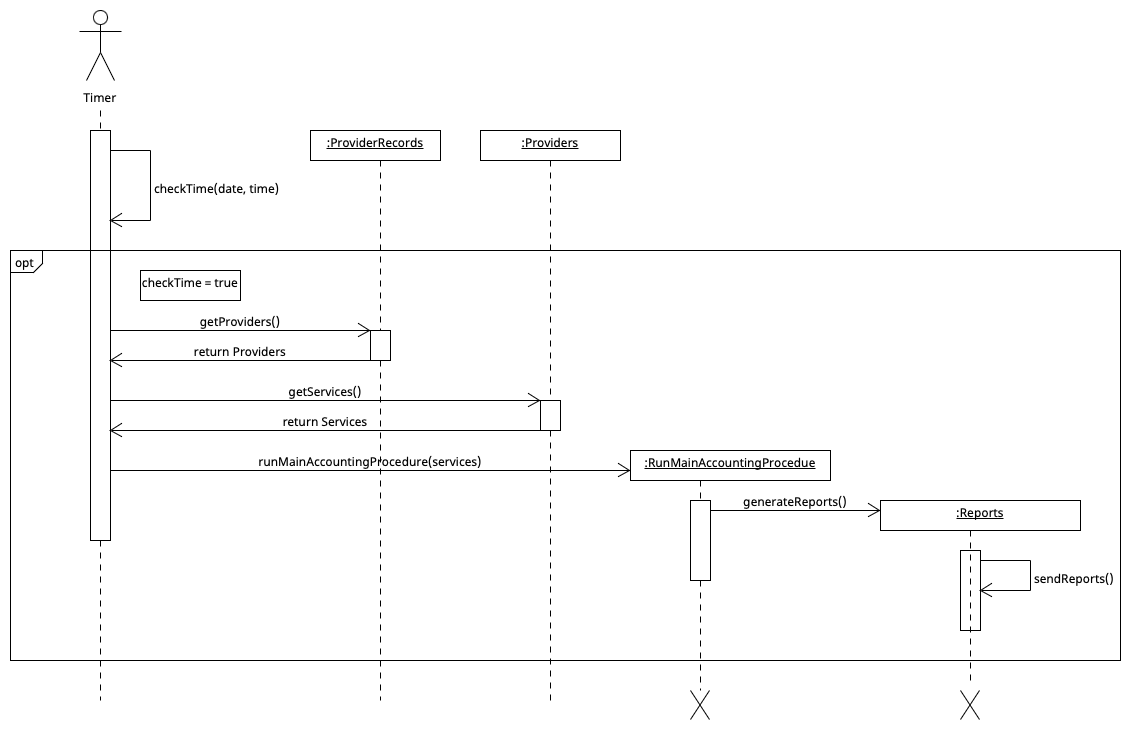 Timer
:ProviderRecords
:Providers
checkTime(date, time)
opt
checkTime = true
getProviders()
return Providers
getServices()
return Services
runMainAccountingProcedure(services)
:RunMainAccountingProcedue
generateReports()
:Reports
sendReports()